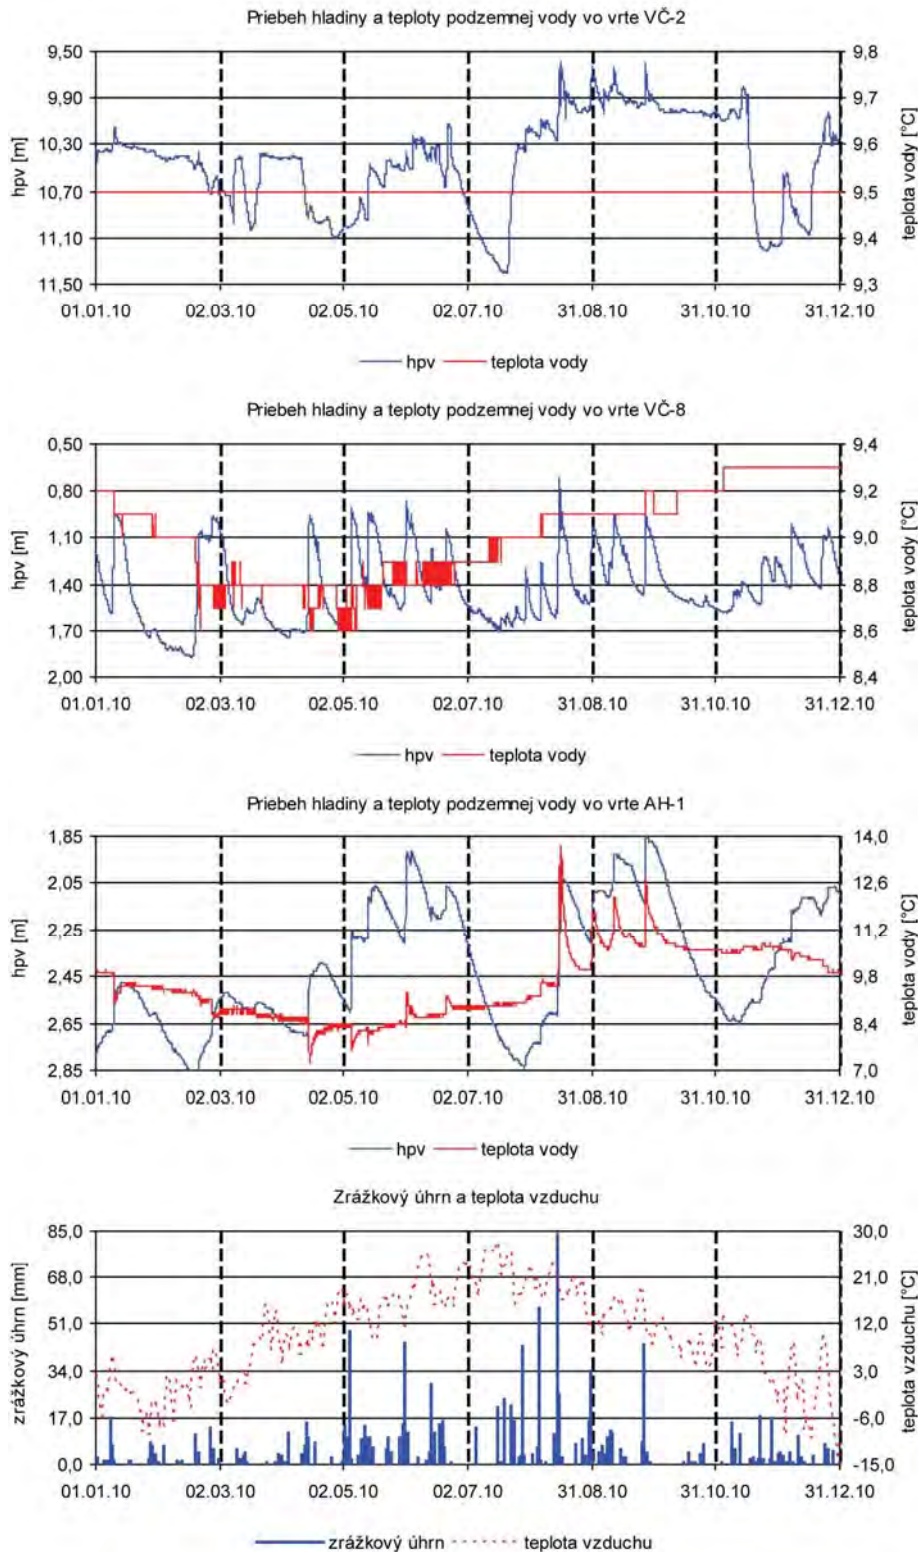 Priebeh hladiny a teploty podzemnej vody vo vrte VČ-2
9,50 9,8
9,90 9,7
10,30 9,6
10,70 9,5
11,10 9,4
11,50 9,3
hpv [m]
teplota vody [°C]
01.01.10 02.03.10 02.05.10 02.07.10 31.08.10 31.10.10 31.12.10
hpv teplota vody
Priebeh hladiny a teploty podzemnej vody vo vrte VČ-8
0,50 9,4
0,80 9,2
1,10 9,0
1,40 8,8
1,70 8,6
2,00 8,4
hpv [m]
teplota vody [°C]
01.01.10 02.03.10 02.05.10 02.07.10 31.08.10 31.10.10 31.12.10
hpv teplota vody
Priebeh hladiny a teploty podzemnej vody vo vrte AH-1
1,85 14,0
2,05 12,6
2,25 11,2
2,45 9,8
2,65 8,4
2,85 7,0
hpv [m]
teplota vody [°C]
01.01.10 02.03.10 02.05.10 02.07.10 31.08.10 31.10.10 31.12.10
hpv teplota vody
Zrážkový úhrn a teplota vzduchu
85,0 30,0
68,0 21,0
51,0 12,0
34,0 3,0
17,0 -6,0
0,0 -15,0
zrážkový úhrn [mm]
teplota vzpuchu [°C]
01.01.10 02.03.10 02.05.10 02.07.10 31.08.10 31.10.10 31.12.10
zrážkový úhrn teplota vzduchu